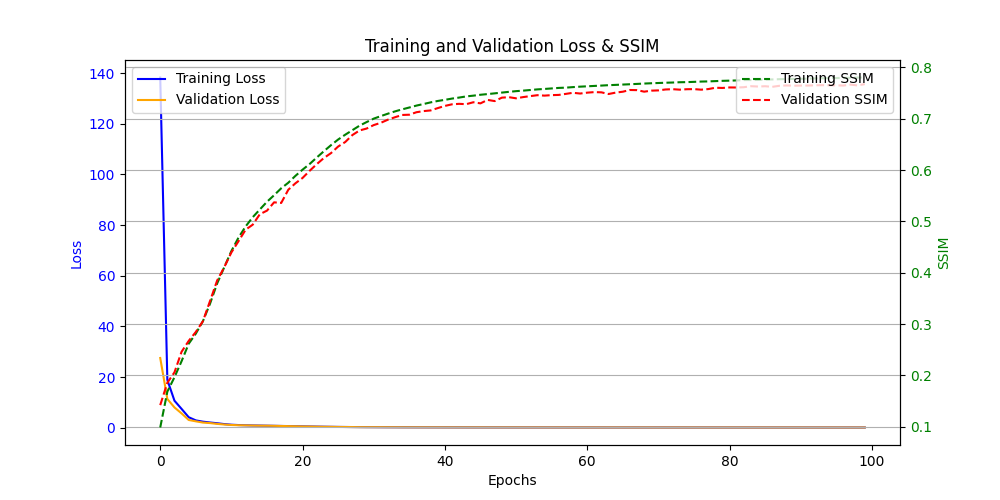 Training and Validation Loss & SSIM
Training Loss
Validation Loss
Training SSIM
Validation SSIM
140
120
100
80
60
40
20
0
Loss
0.8
0.7
0.6
0.5
0.4
0.3
0.2
0.1
SSIM
0 20 40 60 80 100
Epochs